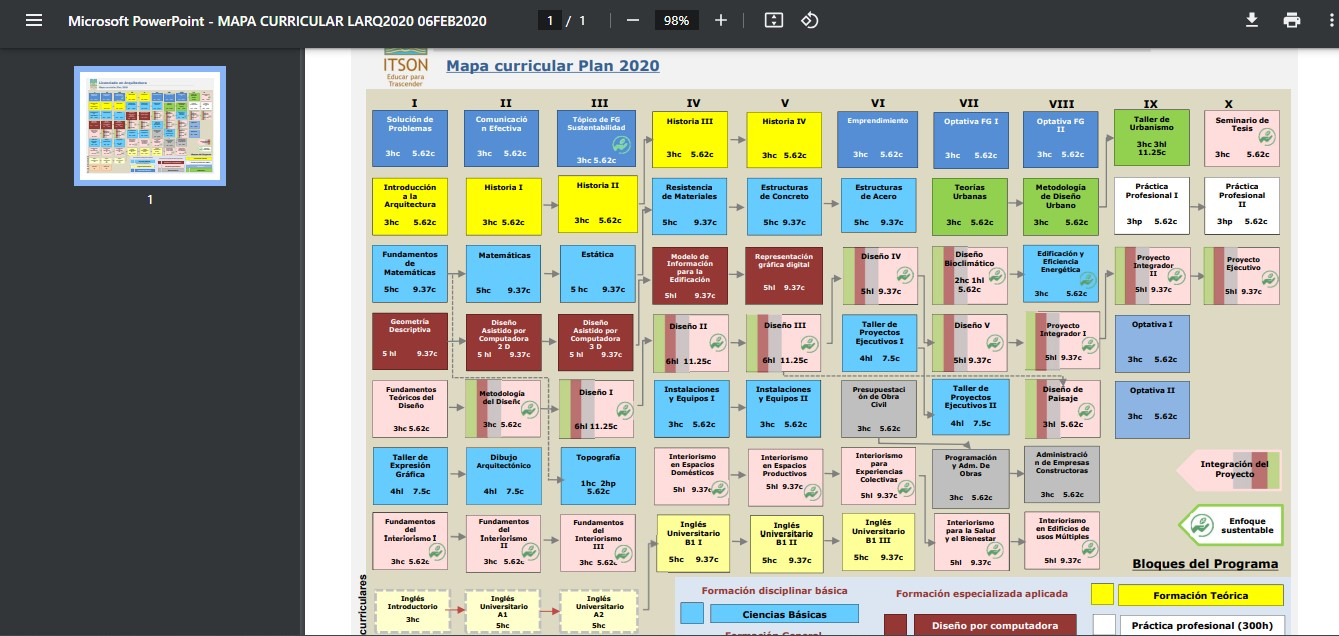 Microsoft PowerPoint - MAPA CURRICULAR LARQ2020 06FEB2020
1 / 1
98%
1
ITSON
Educar para
Trascender
Mapa curricular Plan 2020
I II III IV V VI VII VIII IX X
Solución de
Problemas
3hc 5.62c
Comunicació
n Efectiva
3hc 5.62c
Tópico de FG
Sustentabilidad
3hc 5.62c
Historia III
3hc 5.62c
Historia IV
3hc 5.62c
Emprendimiento
3hc 5.62c
Optativa FG I
3hc 5.62c
Optativa FG
II
3hc 5.62c
Taller de
Urbanismo
3hc 3hl
11.25c
Seminario de
Tesis
3hc 5.62c
Introducción
a la
Arquitectura
3hc 5.62c
Historia I
3hc 5.62c
Historia II
3hc 5.62c
Resistencia
de Materiales
5hc 9.37c
Estructuras
de Concreto
5hc 9.37c
Estructuras
de Acero
5hc 9.37c
Teorías
Urbanas
3hc 5.62c
Metodología
de Diseño
Urbano
3hc 5.62c
Práctica
Profesional I
3hp 5.62c
Práctica
Profesional
II
3hp 5.62c
Fundamentos
de
Matemáticas
5hc 9.37c
Matemáticas
5hc 9.37c
Estática
5 hc 9.37c
Modelo de
Información
para la
Edificación
5hl 9.37c
Representación
gráfica digital
5hl 9.37c
Diseño IV
5hl 9.37c
Diseño
Bioclimático
2hc 1hl
5.62c
Edificación y
Eficiencia
Energética
3hc 5.62c
Proyecto
Integrador
II
5hl 9.37c
Proyecto
Ejecutivo
5hl 9.37c
Geometría
Descriptiva
5 hl 9.37c
Diseño
Asistido por
Computadora
2 D
5 hl 9.37c
Diseño
Asistido por
Computadora
3 D
5 hl 9.37c
Diseño II
6hl 11.25c
Diseño III
6hl 11.25c
Taller de
Proyectos
Ejecutivos I
4hl 7.5c
Diseño V
5hl 9.37c
Proyecto
Integrador I
5hl 9.37c
Optativa I
3hc 5.62c
Fundamentos
Teóricos del
Diseño
3hc 5.62c
Metodología
del Diseño
3hc 5.62c
Diseño I
6hl 11.25c
Instalaciones
y Equipos I
3hc 5.62c
Instalaciones
y Equipos II
3hc 5.62c
Presupuestaci
ón de Obra
Civil
3hc 5.62c
Taller de
Proyectos
Ejecutivos II
4hl 7.5c
Diseño de
Paisaje
3hl 5.62c
Optativa II
3hc 5.62c
Taller de
Expresión
Gráfica
4hl 7.5c
Dibujo
Arquitectónico
4hl 7.5c
Topografía
1hc 2hp
5.62c
Interiorismo
en Espacios
Domésticos
5hl 9.37c
Interiorismo
en Espacios
Productivos
5hl 9.37c
Interiorismo
para
Experiencias
Colectivas
5hl 9.37c
Programación
y Adm. De
Obras
3hc 5.62c
Administració
n de Empresas
Constructoras
3hc 5.62c
Integración del
Proyecto
Fundamentos
del
Interiorismo I
3hc 5.62c
Fundamentos
del
Interiorismo
II
3hc 5.62c
Fundamentos
del
Interiorismo
III
3hc 5.62c
Inglés
Universitario
B1 I
5hc 9.37c
Inglés
Universitario
B1 II
5hc 9.37c
Inglés
Universitario
B1 III
5hc 9.37c
Interiorismo
para la Salud
y el Bienestar
5hl 9.37c
Interiorismo
en Edificios de
usos Múltiples
5hl 9.37c
Enfoque
sustentable
Bloques del Programa
curriculares
Inglés
Introductorio
3hc
Inglés
Universitario
A1
5hc
Inglés
Universitario
A2
5hc
Formación disciplinar básica
Ciencias Básicas
Formación General
Formación especializada aplicada
Diseño por computadora
Formación Teórica
Práctica profesional (300h)